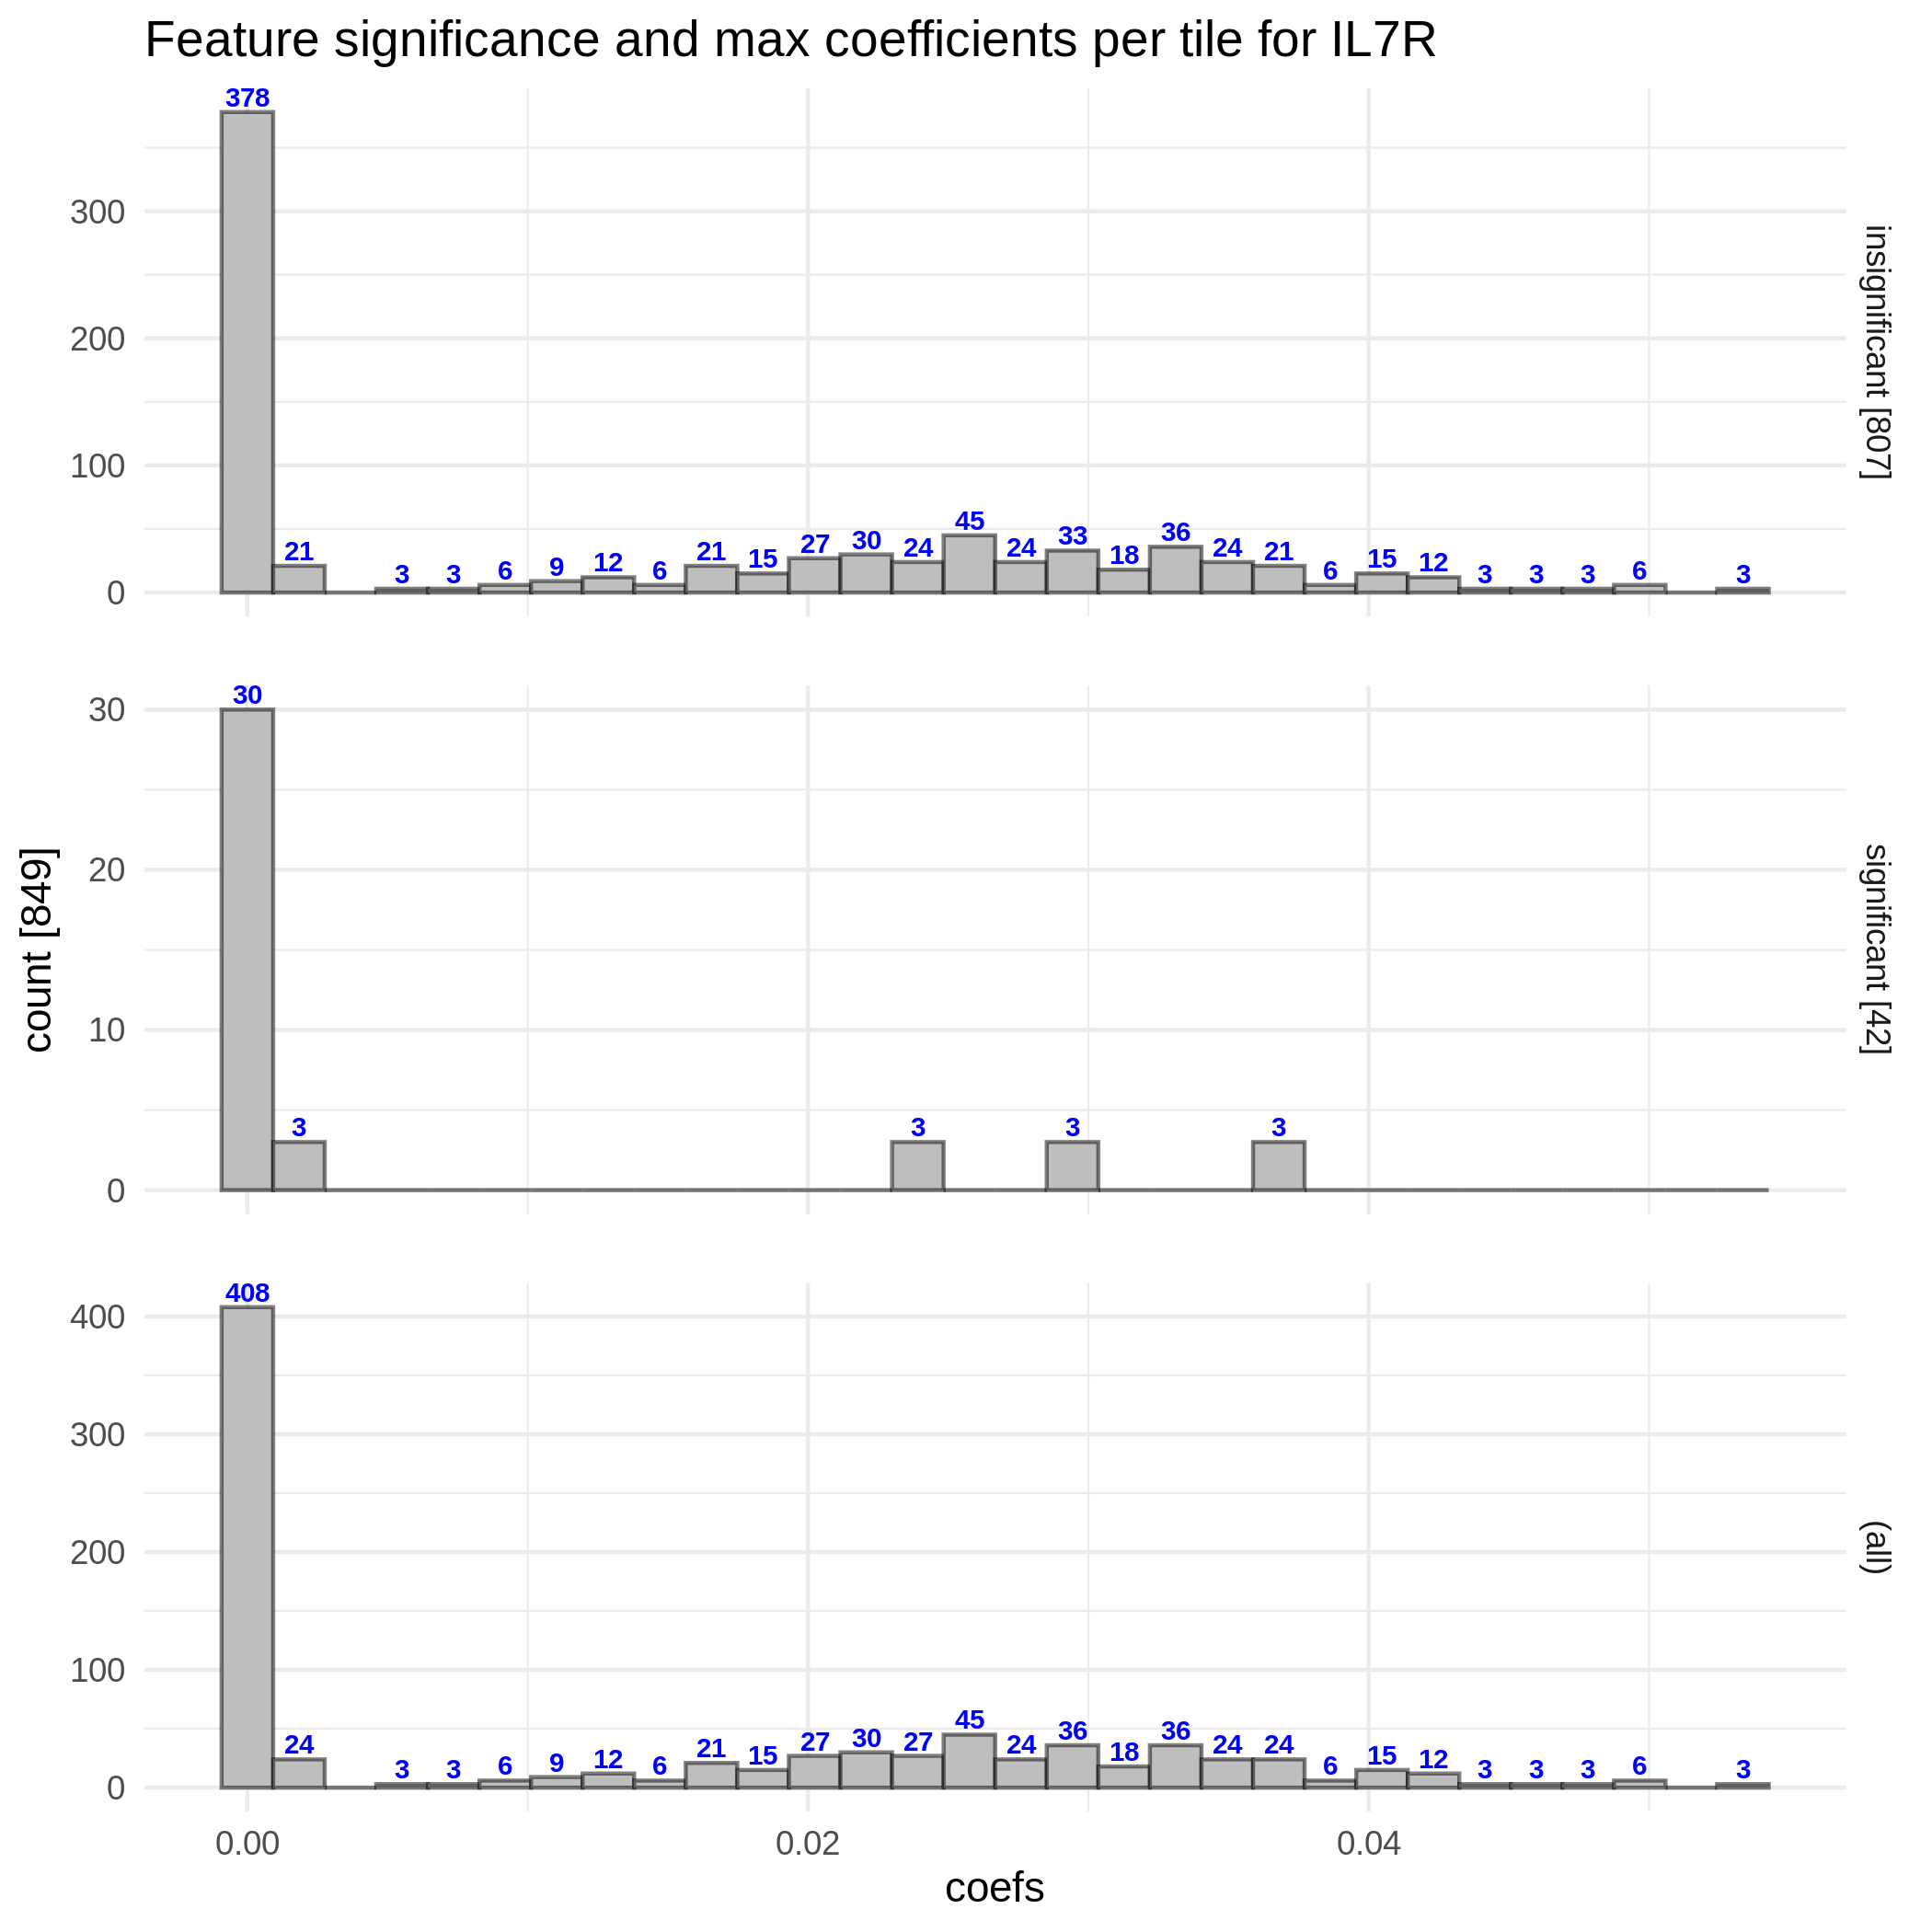 Feature significance and max coefficients per tile for IL7R
378
300
200
100
0
21 3 3 6 9 12 6 21 15 27 30 24 45 24 33 18 36 24 21 6 15 12 3 3 3 6 3
insignificant [807]
30
30
20
10
0
3 3 3 3
significant [42]
count [849]
408
400
300
200
100
0
24 3 3 6 9 12 6 21 15 27 30 27 45 24 36 18 36 24 24 6 15 12 3 3 3 6 3
(all)
0.00 0.02 0.04
coefs